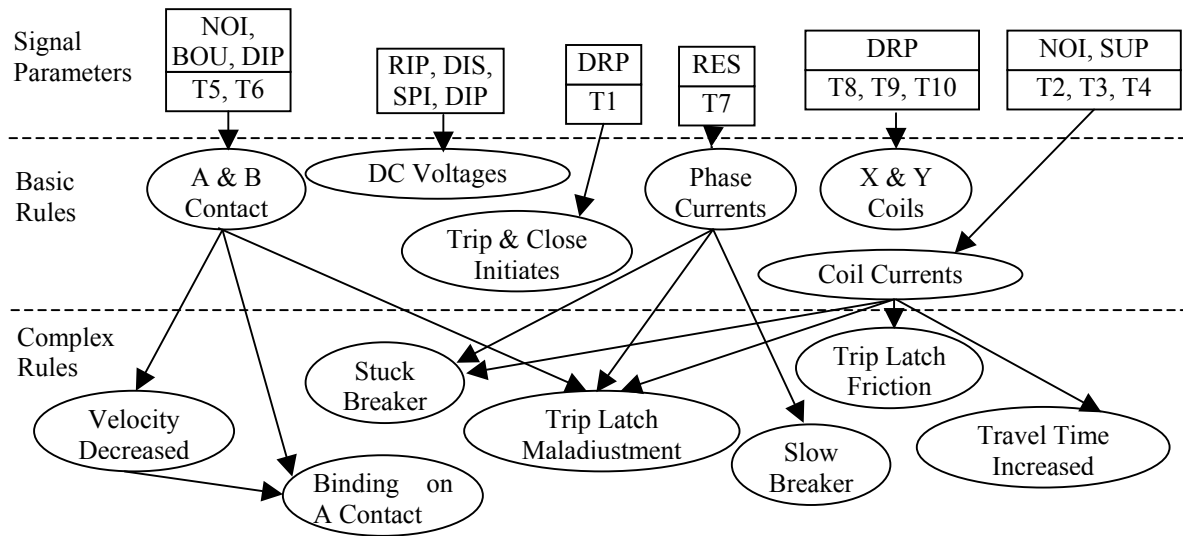 Signal
Parameters
NOI,
BOU, DIP
T5, T6
RIP, DIS,
SPI, DIP
DRP
T1
RES
T7
DRP
T8, T9, T10
NOI, SUP
T2, T3, T4
Basic
Rules
A & B
Contact
DC Voltages
Trip & Close
Initiates
Phase
Currents
X & Y
Coils
Coil Currents
Complex
Rules
Velocity
Decreased
Binding on
A Contact
Stuck
Breaker
Trip Latch
Maladiustment
Slow
Breaker
Trip Latch
Friction
Travel Time
Increased